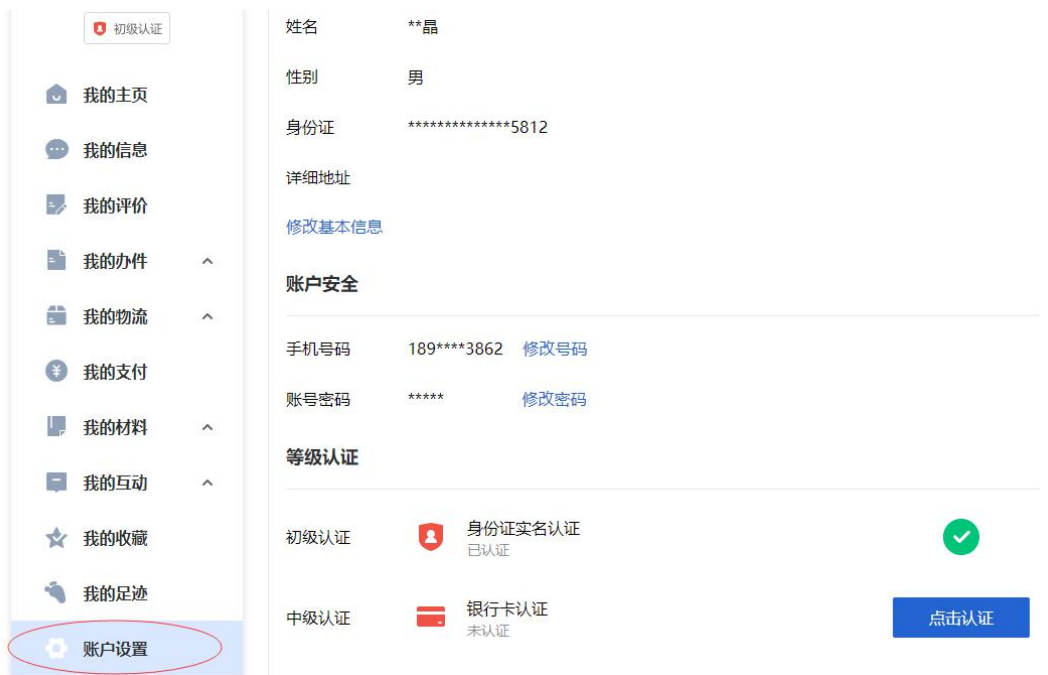 初级认证
我的主页
我的信息
我的评价
我的办件
我的物流
我的支付
我的材料
我的互动
我的收藏
我的足迹
账户设置
姓名 **晶
性别 男
身份证 **************5812
详细地址
修改基本信息
账户安全
手机号码 189****3862 修改号码
账号密码 ***** 修改密码
等级认证
初级认证 身份证实名认证
已认证
中级认证 银行卡认证 点击认证
未认证